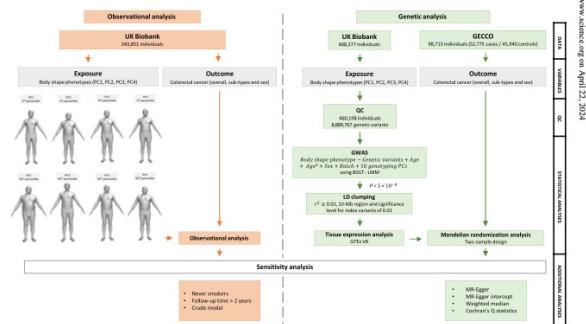 Observational analysis
UK Biobank
343,851 individuals
Exposure
Body shape phenotypes (PC1, PC2, PC3, PC4)
Outcome
Colorectal cancer (overall, sub-types and sex)
PC1
PC2
PC3
PC4
Observational analysis
Genetic analysis
UK Biobank
488,377 individuals
GECCO
98,715 individuals (52,775 cases / 45,940 controls)
Exposure
Body shape phenotypes (PC1, PC2, PC3, PC4)
Outcome
Colorectal cancer (overall, sub-types and sex)
QC
460,198 individuals
GWAS
Body shape phenotype ~ Genetic variants + Age
+ Age² + Sex + Batch + 10 genotyping PCs
using BOLT - LMM
P < 5 × 10⁻⁸
LD clumping
r² ≥ 0.01, 10-Mb region and significance
level for index variants of 0.01
Tissue expression analysis
GTEx V8
Mendelian randomization analysis
Two-sample design
Sensitivity analysis
• Never smokers
• Follow-up time > 2 years
• Crude model
• MR-Egger
• MR-Egger intercept
• Weighted median
• Cochran's Q statistics
DATA
VARIABLES
QC
STATISTICAL ANALYSES
ADDITIONAL ANALYSES
www.science.org on April 22, 2024